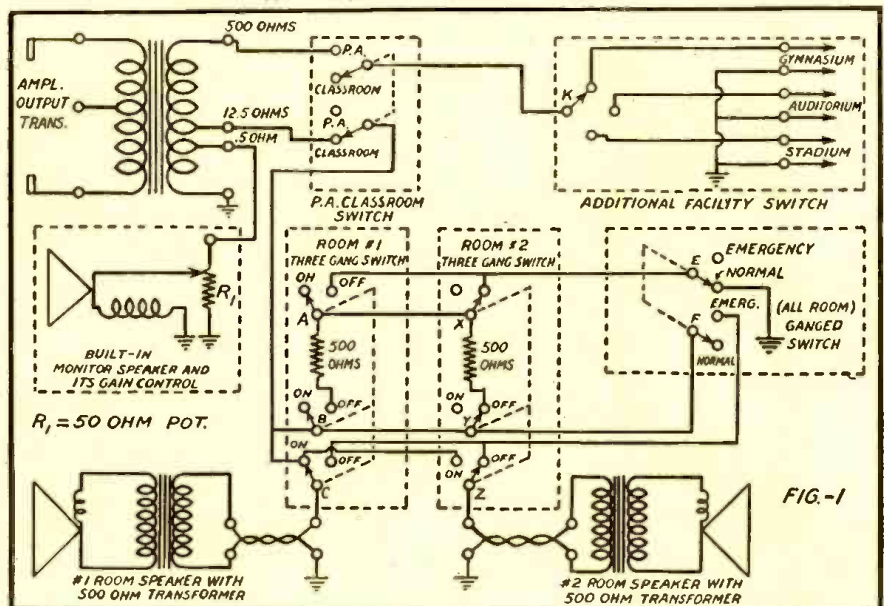 500 OHMS
AMPL.
OUTPUT
TRANS.
12.5 OHMS
.5 OHM
P.A.
CLASSROOM
P.A.
CLASSROOM
P.A. CLASSROOM
SWITCH
K
GYMNASIUM
AUDITORIUM
STADIUM
ADDITIONAL FACILITY SWITCH
R1
BUILT-IN
MONITOR SPEAKER AND
ITS GAIN CONTROL
R1 = 50 OHM POT.
ROOM #1
THREE GANG SWITCH
ON
OFF
A
500
OHMS
ON
OFF
B
ON
OFF
C
ROOM #2
THREE GANG SWITCH
X
500
OHMS
ON
OFF
Y
ON
OFF
Z
E
EMERGENCY
NORMAL
EMERG.
F
NORMAL
(ALL ROOM)
GANGED
SWITCH
#1 ROOM SPEAKER WITH
500 OHM TRANSFORMER
#2 ROOM SPEAKER WITH
500 OHM TRANSFORMER
FIG.-1